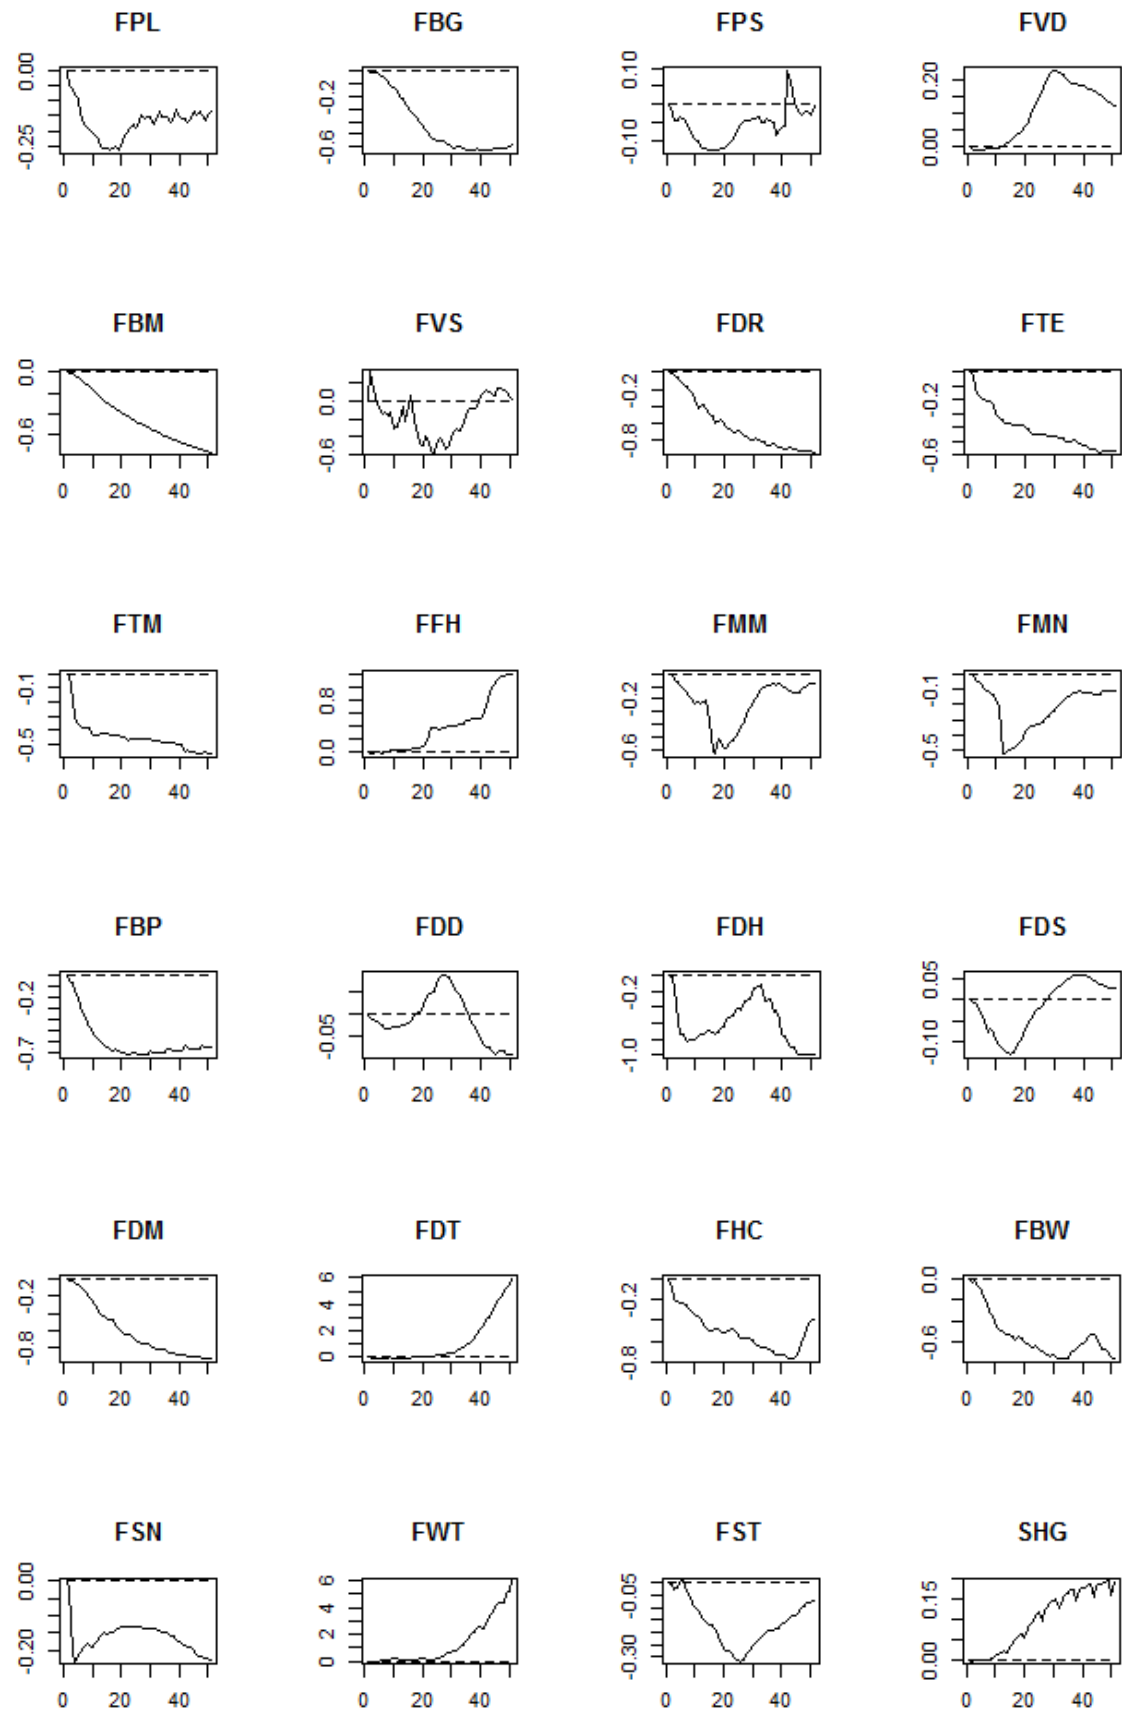 FPL
0.00
-0.25
0 20 40
FBG
-0.2
-0.6
0 20 40
FPS
0.10
-0.10
0 20 40
FVD
0.20
0.00
0 20 40
FBM
0.0
-0.6
0 20 40
FVS
0.0
-0.6
0 20 40
FDR
-0.2
-0.8
0 20 40
FTE
-0.2
-0.6
0 20 40
FTM
-0.1
-0.5
0 20 40
FFH
0.8
0.0
0 20 40
FMM
-0.2
-0.6
0 20 40
FMN
-0.1
-0.5
0 20 40
FBP
-0.2
-0.7
0 20 40
FDD
-0.05
0 20 40
FDH
-0.2
-1.0
0 20 40
FDS
0.05
-0.10
0 20 40
FDM
-0.2
-0.8
0 20 40
FDT
6
4
2
0
0 20 40
FHC
-0.2
-0.8
0 20 40
FBW
0.0
-0.6
0 20 40
FSN
0.00
-0.20
0 20 40
FWT
6
4
2
0
0 20 40
FST
-0.05
-0.30
0 20 40
SHG
0.15
0.00
0 20 40